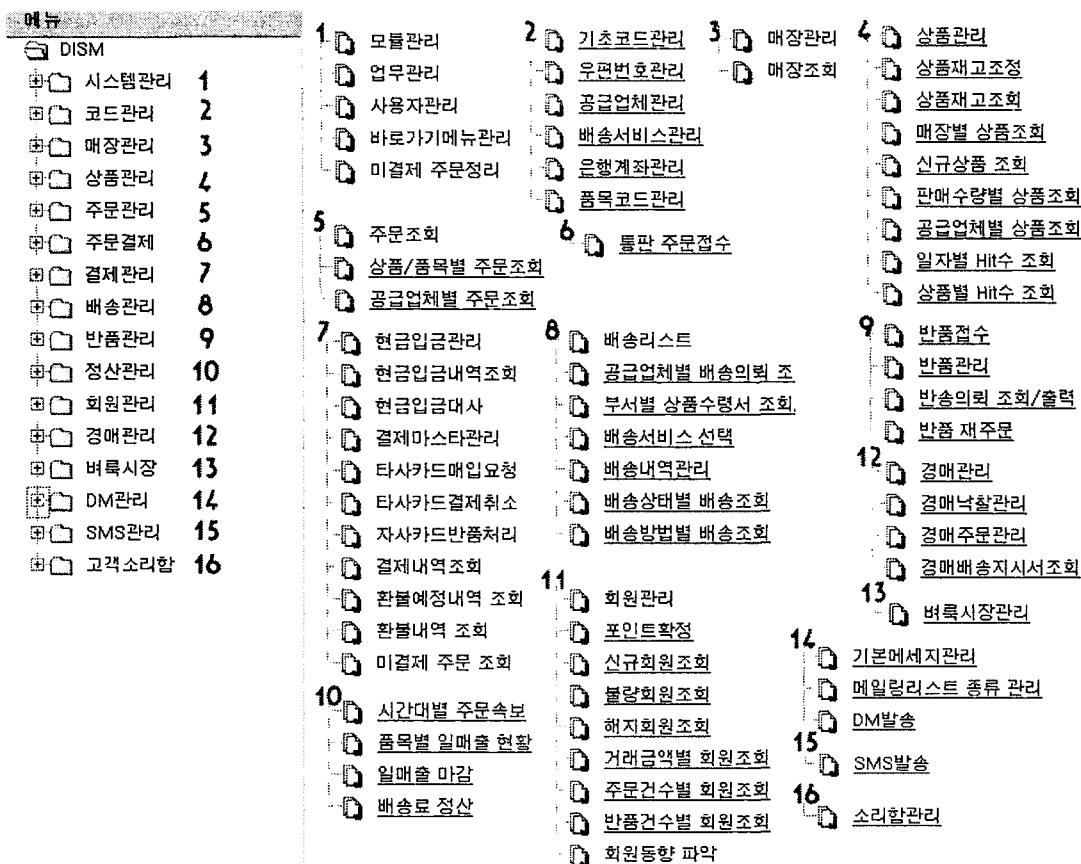 메뉴
DISM
시스템관리 1
코드관리 2
매장관리 3
상품관리 4
주문관리 5
주문결제 6
결제관리 7
배송관리 8
반품관리 9
정산관리 10
회원관리 11
경매관리 12
벼룩시장 13
DM관리 14
SMS관리 15
고객소리함 16
1 모듈관리
업무관리
사용자관리
바로가기메뉴관리
미결제 주문정리
2 기초코드관리
우편번호관리
공급업체관리
배송서비스관리
은행계좌관리
품목코드관리
3 매장관리
매장조회
4 상품관리
상품재고조정
상품재고조회
매장별 상품조회
신규상품 조회
판매수량별 상품조회
공급업체별 상품조회
일자별 Hit수 조회
상품별 Hit수 조회
5 주문조회
상품/품목별 주문조회
공급업체별 주문조회
6 통판 주문접수
7 현금입금관리
현금입금내역조회
현금입금대사
결제마스타관리
타사카드매입요청
타사카드결제취소
자사카드반품처리
결제내역조회
환불예정내역 조회
환불내역 조회
미결제 주문 조회
8 배송리스트
공급업체별 배송의뢰 조
부서별 상품수령서 조회.
배송서비스 선택
배송내역관리
배송상태별 배송조회
배송방법별 배송조회
9 반품접수
반품관리
반송의뢰 조회/출력
반품 재주문
10 시간대별 주문속보
품목별 일매출 현황
일매출 마감
배송료 정산
11 회원관리
포인트확정
신규회원조회
불량회원조회
해지회원조회
거래금액별 회원조회
주문건수별 회원조회
반품건수별 회원조회
회원동향 파악
12 경매관리
경매낙찰관리
경매주문관리
경매배송지시서조회
13 벼룩시장관리
14 기본메세지관리
메일링리스트 종류 관리
DM발송
15 SMS발송
16 소리함관리